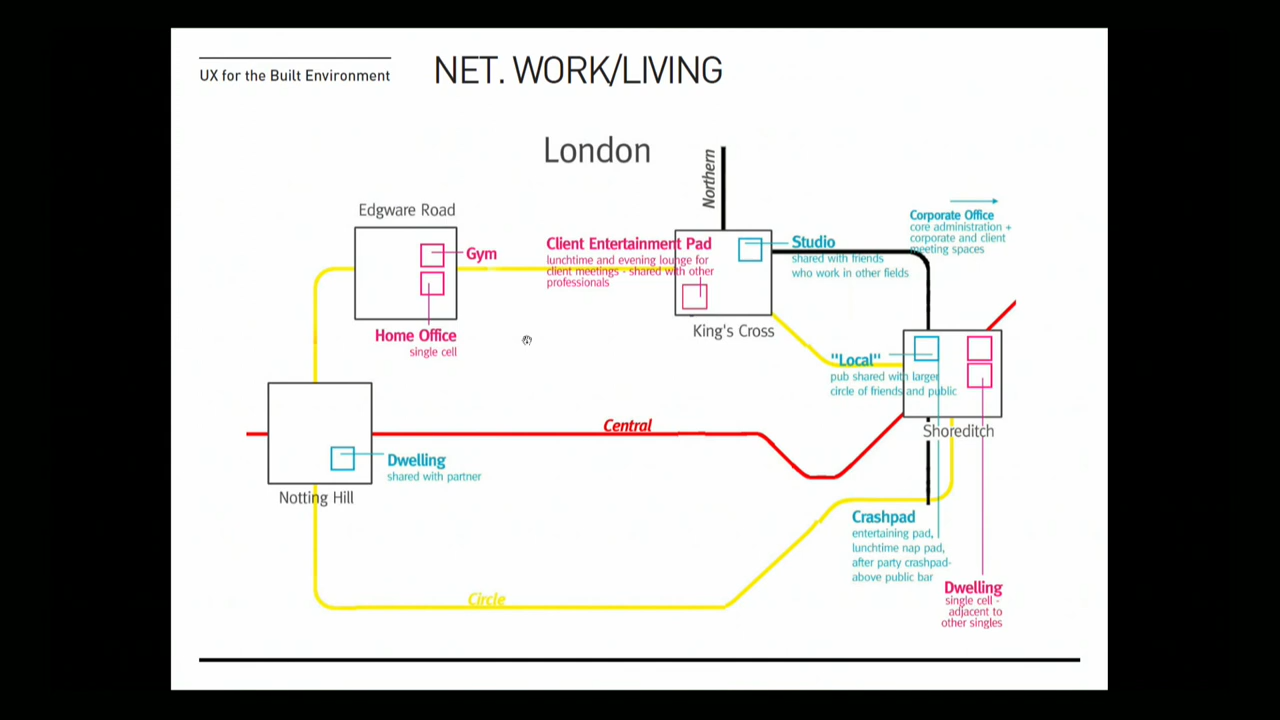 UX for the Built Environment
NET. WORK/LIVING
London
Northern
Edgware Road
Gym
Home Office
single cell
Client Entertainment Pad
lunchtime and evening lounge for
client meetings - shared with other
professionals
Studio
shared with friends
who work in other fields
King's Cross
Corporate Office
core administration +
corporate and client
meeting spaces
"Local"
pub shared with larger
circle of friends and public
Shoreditch
Central
Dwelling
shared with partner
Notting Hill
Crashpad
entertaining pad,
lunchtime nap pad,
after party crashpad-
above public bar
Dwelling
single cell -
adjacent to
other singles
Circle